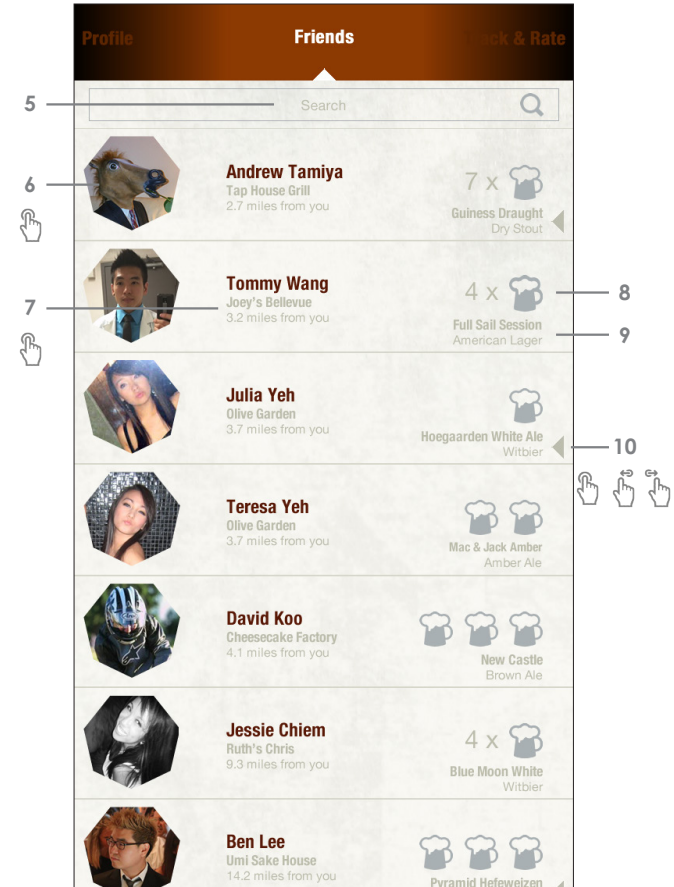 Profile
Friends
& Rate
5
Search
6
Andrew Tamiya
Tap House Grill
2.7 miles from you
7 x
Guiness Draught
Dry Stout
7
Tommy Wang
Joey's Bellevue
3.2 miles from you
4 x
8
Full Sail Session
9
American Lager
Julia Yeh
Olive Garden
3.7 miles from you
Hoegaarden White Ale
Witbier
10
Teresa Yeh
Olive Garden
3.7 miles from you
Mac & Jack Amber
Amber Ale
David Koo
Cheesecake Factory
4.1 miles from you
New Castle
Brown Ale
Jessie Chiem
Ruth's Chris
9.3 miles from you
4 x
Blue Moon White
Witbier
Ben Lee
Umi Sake House
14.2 miles from you
Pyramid Hefeweizen